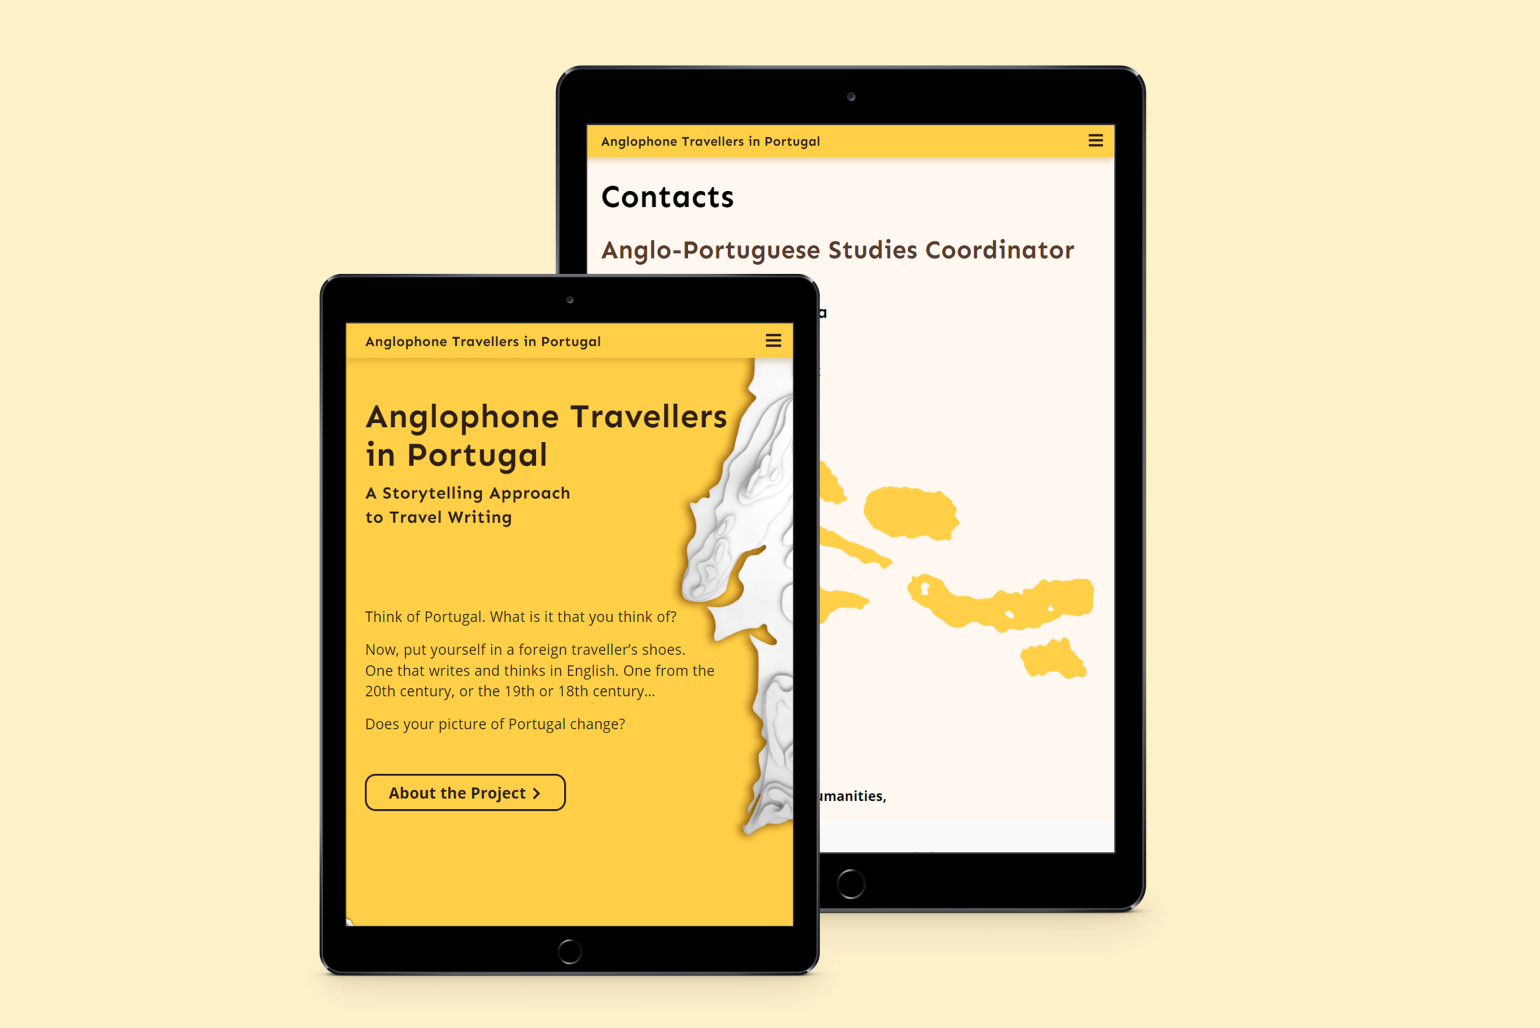 Anglophone Travellers in Portugal
Contacts
Anglo-Portuguese Studies Coordinator
Anglophone Travellers in Portugal
Anglophone Travellers
in Portugal
A Storytelling Approach
to Travel Writing
Think of Portugal. What is it that you think of?
Now, put yourself in a foreign traveller's shoes.
One that writes and thinks in English. One from the
20th century, or the 19th or 18th century...
Does your picture of Portugal change?
About the Project